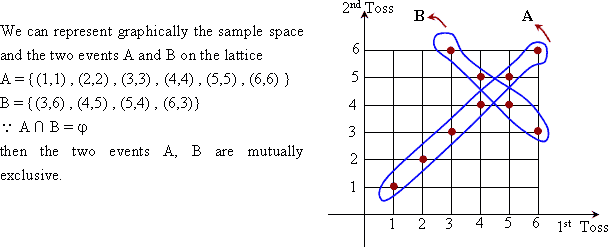 We can represent graphically the sample space
and the two events A and B on the lattice
A = { (1,1) , (2,2) , (3,3) , (4,4) , (5,5) , (6,6) }
B = {(3,6) , (4,5) , (5,4) , (6,3)}
∵ A ∩ B = φ
then the two events A, B are mutually
exclusive.
2nd Toss
B
A
6
5
4
3
2
1
1 2 3 4 5 6 1st Toss